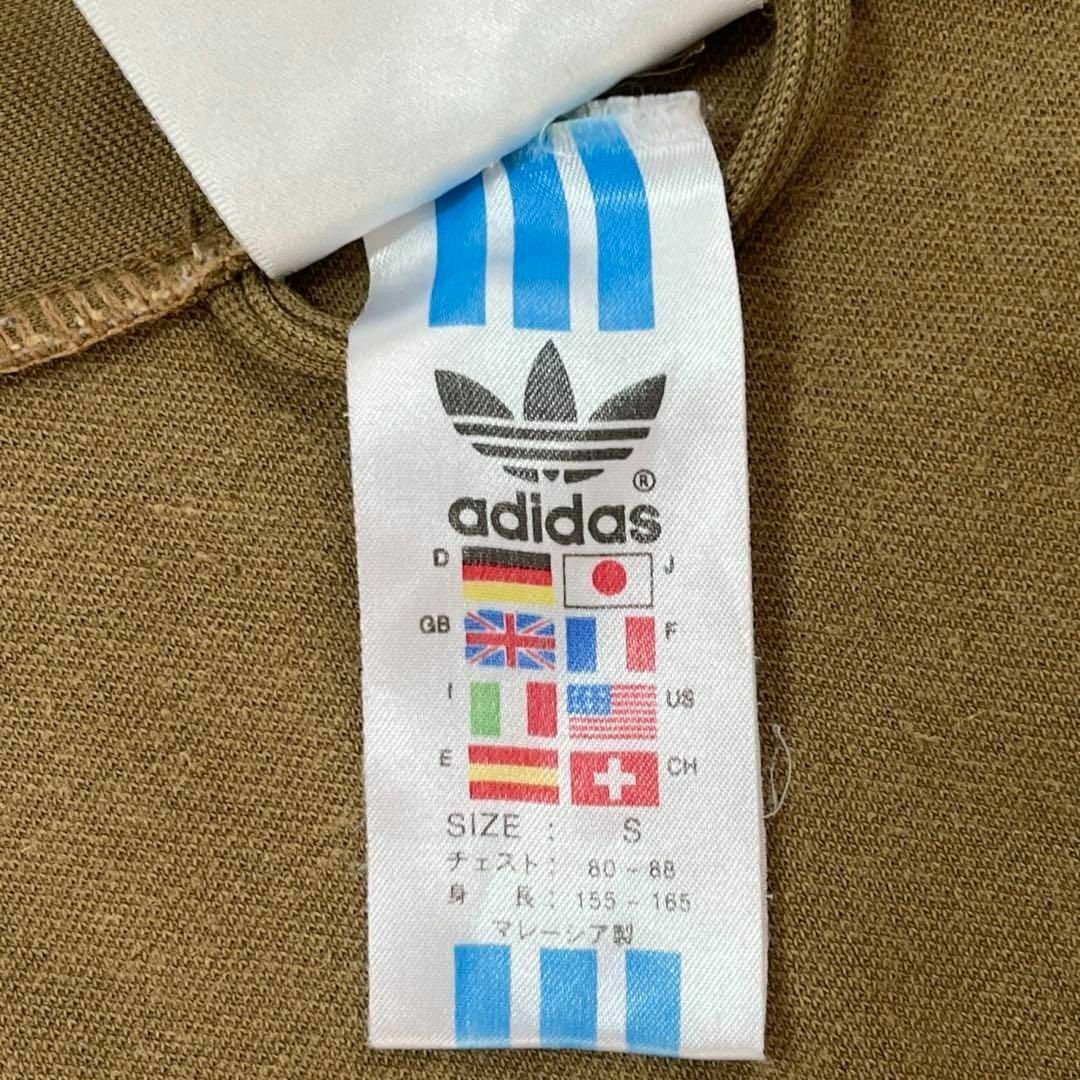 adidas®
D J
GB F
I US
E CH
SIZE : S
チェスト: 80 ~ 88
身 長: 155 - 165
マレーシア製